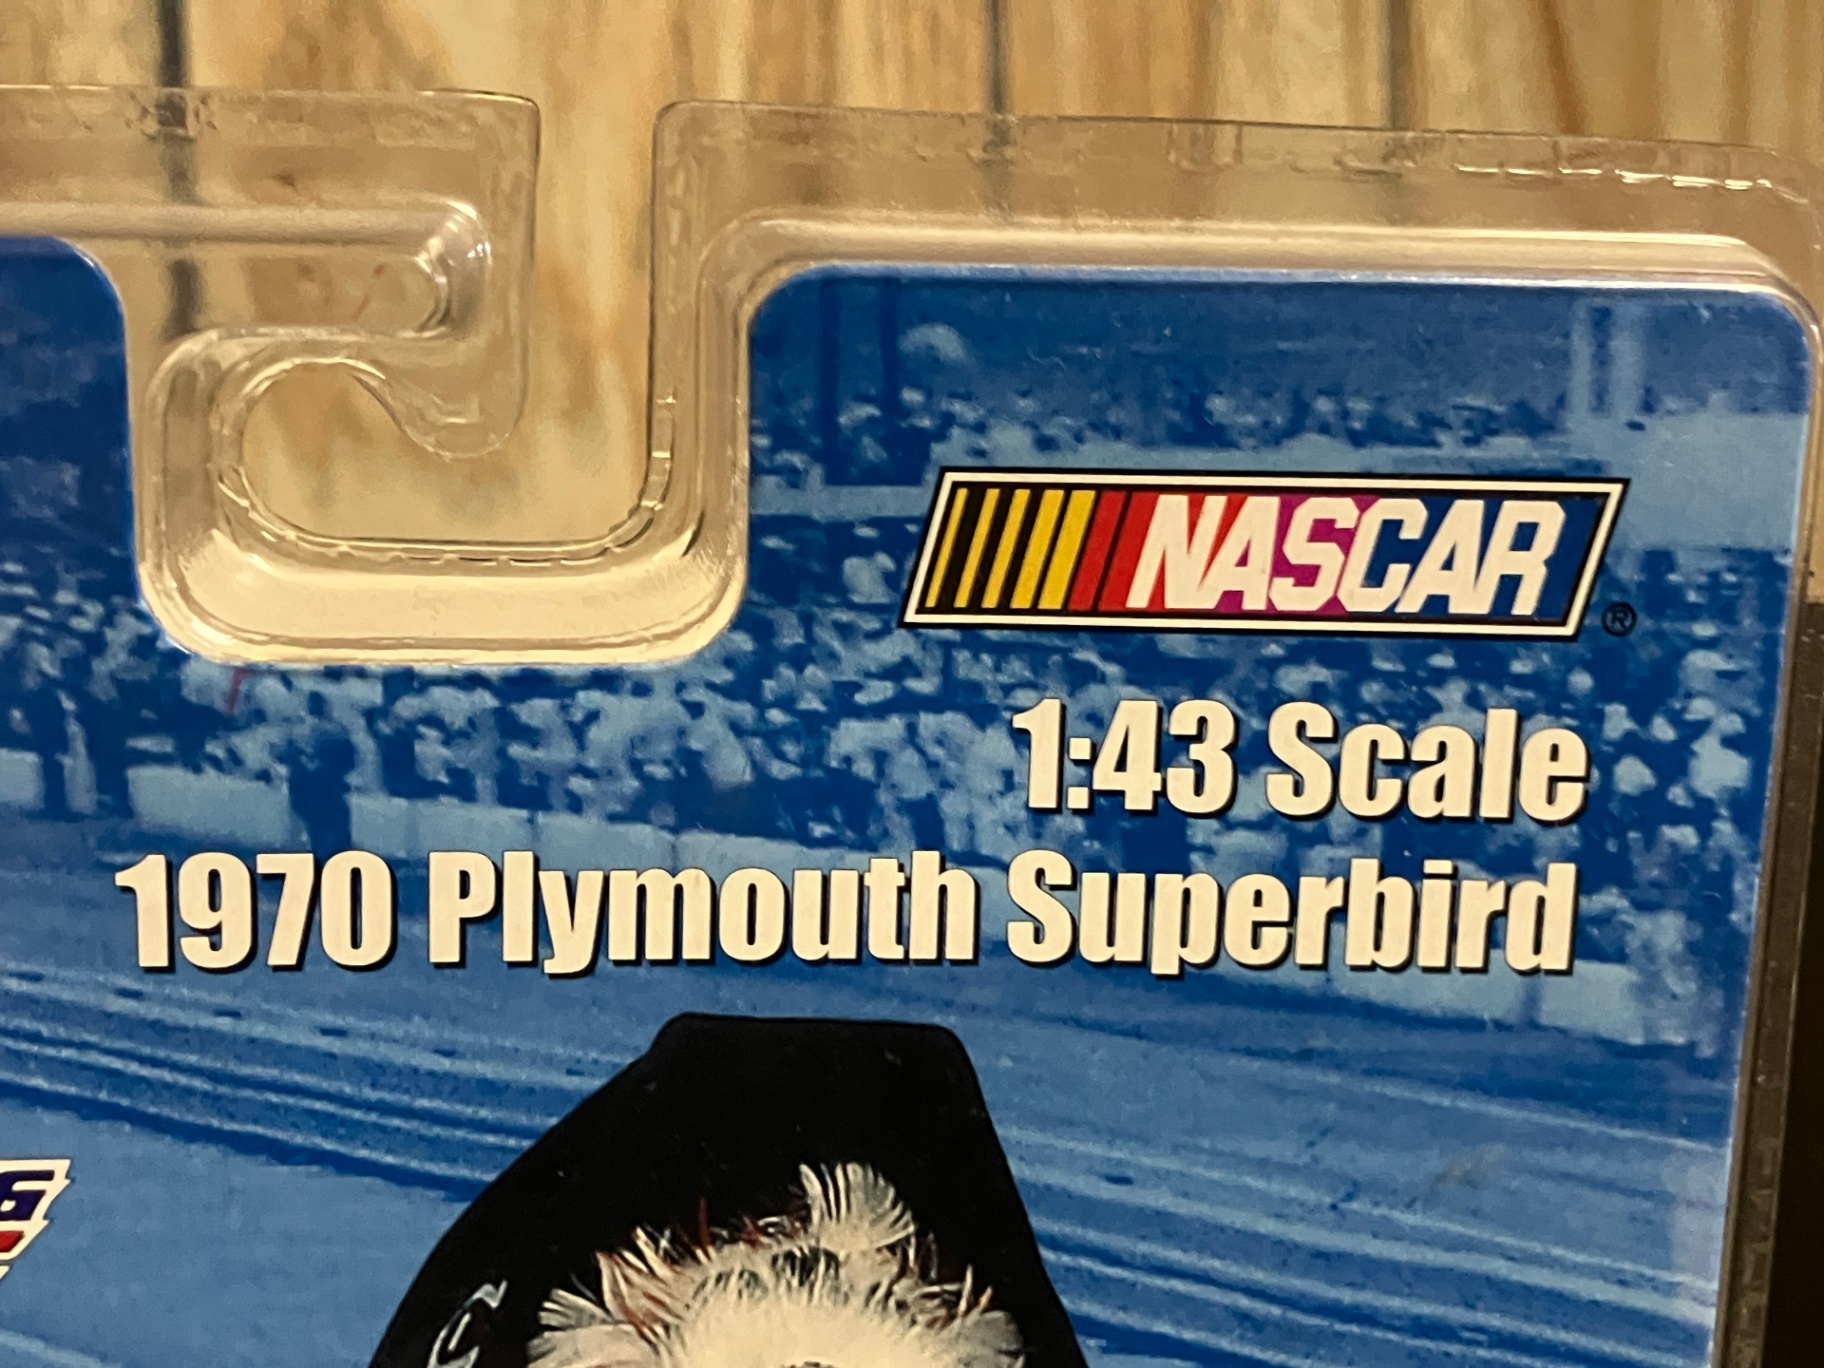 NASCAR ®
1:43 Scale
1970 Plymouth Superbird